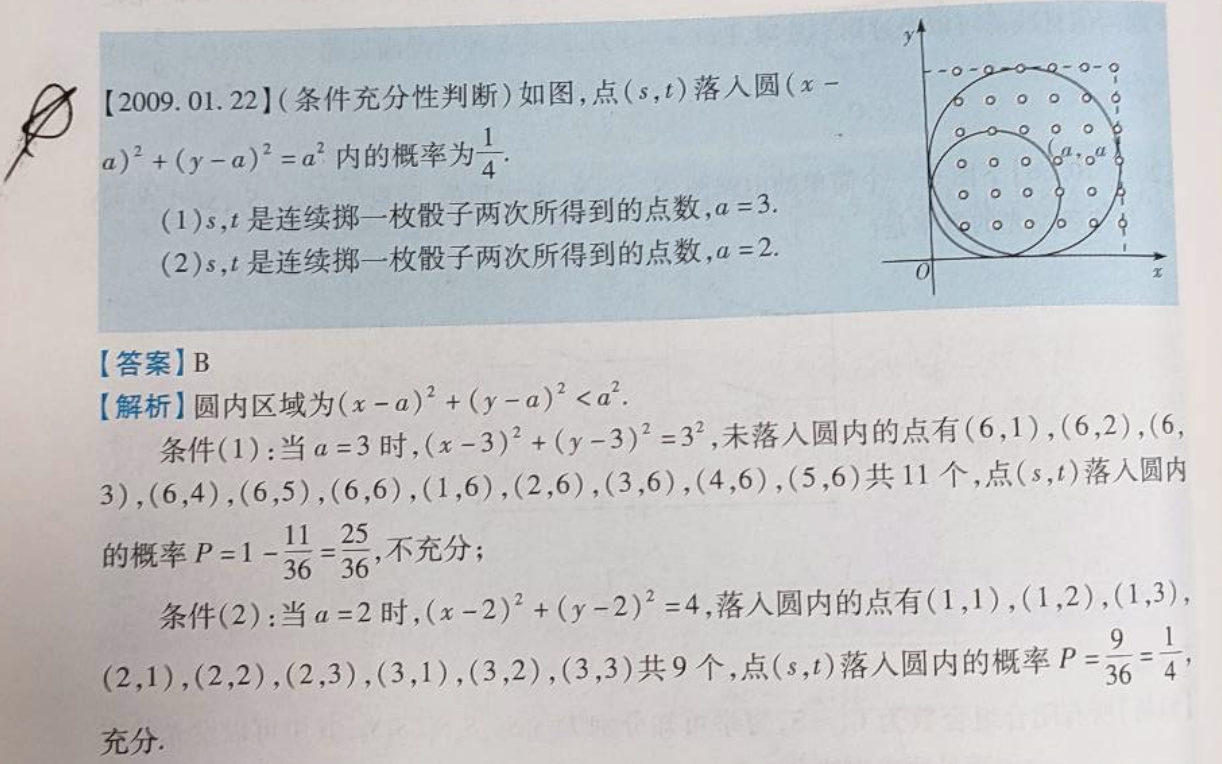 【2009.01.22】(条件充分性判断)如图,点(s,t)落入圆(x-
a)²+(y-a)²=a²内的概率为1/4.
(1)s,t是连续掷一枚骰子两次所得到的点数,a=3.
(2)s,t是连续掷一枚骰子两次所得到的点数,a=2.
y
(a,a)
O
x
【答案】B
【解析】圆内区域为(x-a)²+(y-a)²<a².
条件(1):当a=3时,(x-3)²+(y-3)²=3²,未落入圆内的点有(6,1),(6,2),(6,
3),(6,4),(6,5),(6,6),(1,6),(2,6),(3,6),(4,6),(5,6)共11个,点(s,t)落入圆内
的概率P=1-11/36=25/36,不充分;
条件(2):当a=2时,(x-2)²+(y-2)²=4,落入圆内的点有(1,1),(1,2),(1,3),
(2,1),(2,2),(2,3),(3,1),(3,2),(3,3)共9个,点(s,t)落入圆内的概率P=9/36=1/4,
充分.